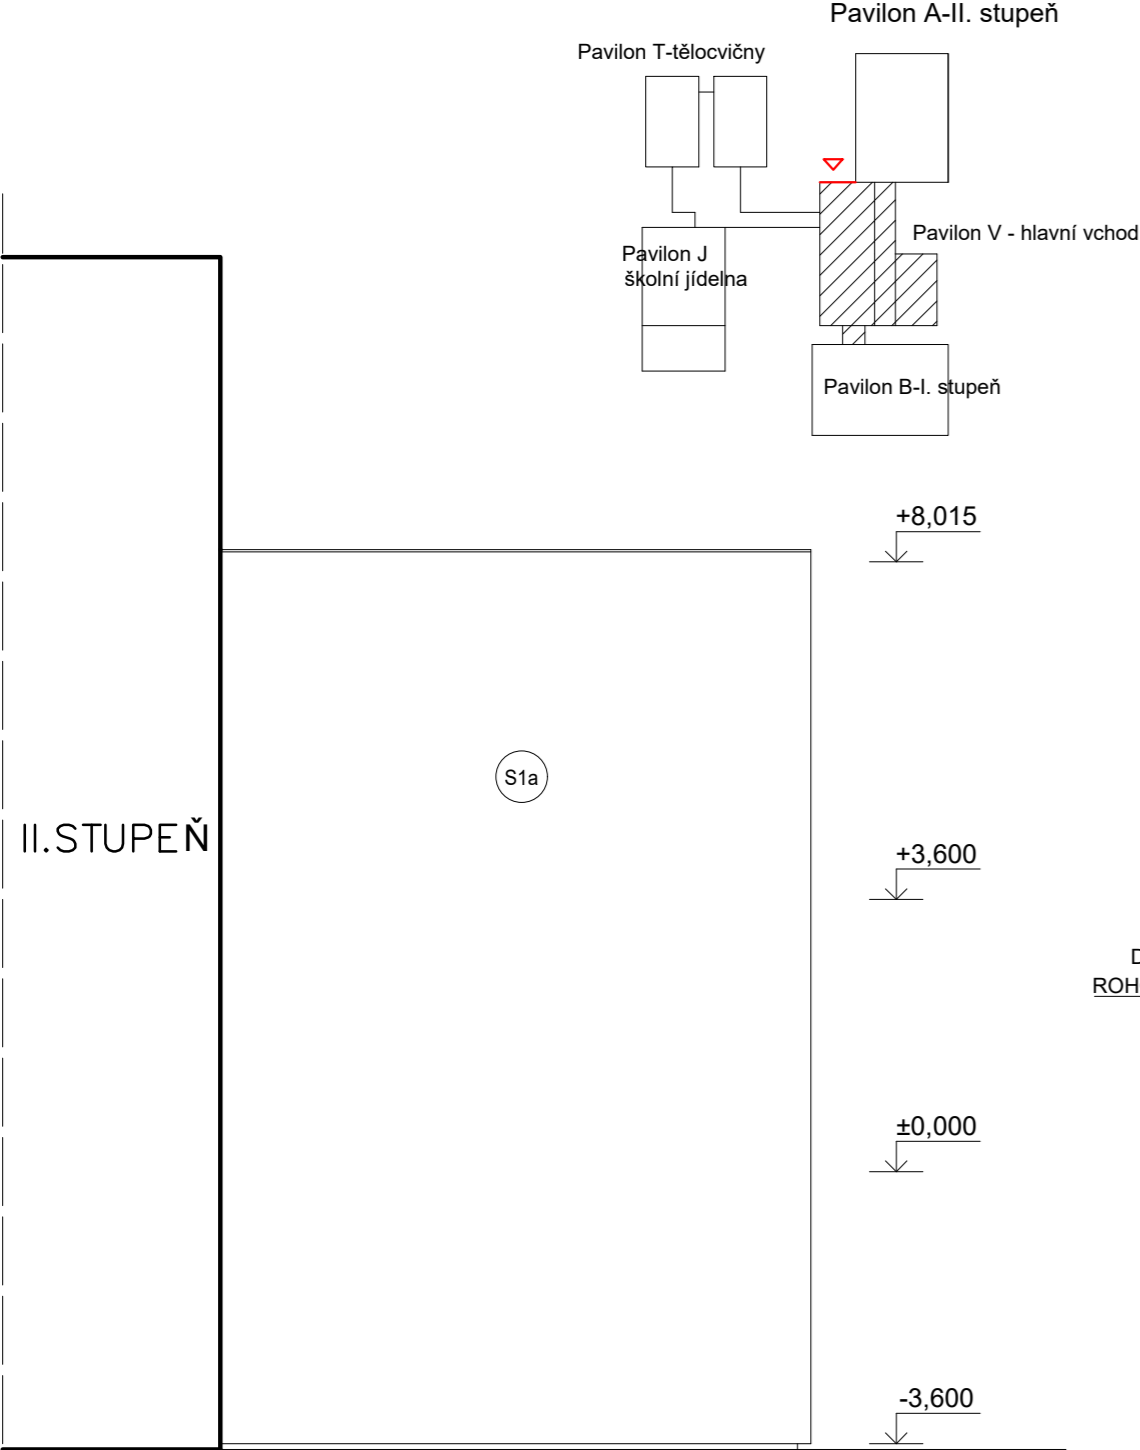 Pavilon A-II. stupeň
Pavilon T-tělocvičny
Pavilon V - hlavní vchod
Pavilon J
školní jídelna
Pavilon B-I. stupeň
+8,015
S1a
II.STUPEŇ
+3,600
D
ROH
±0,000
-3,600